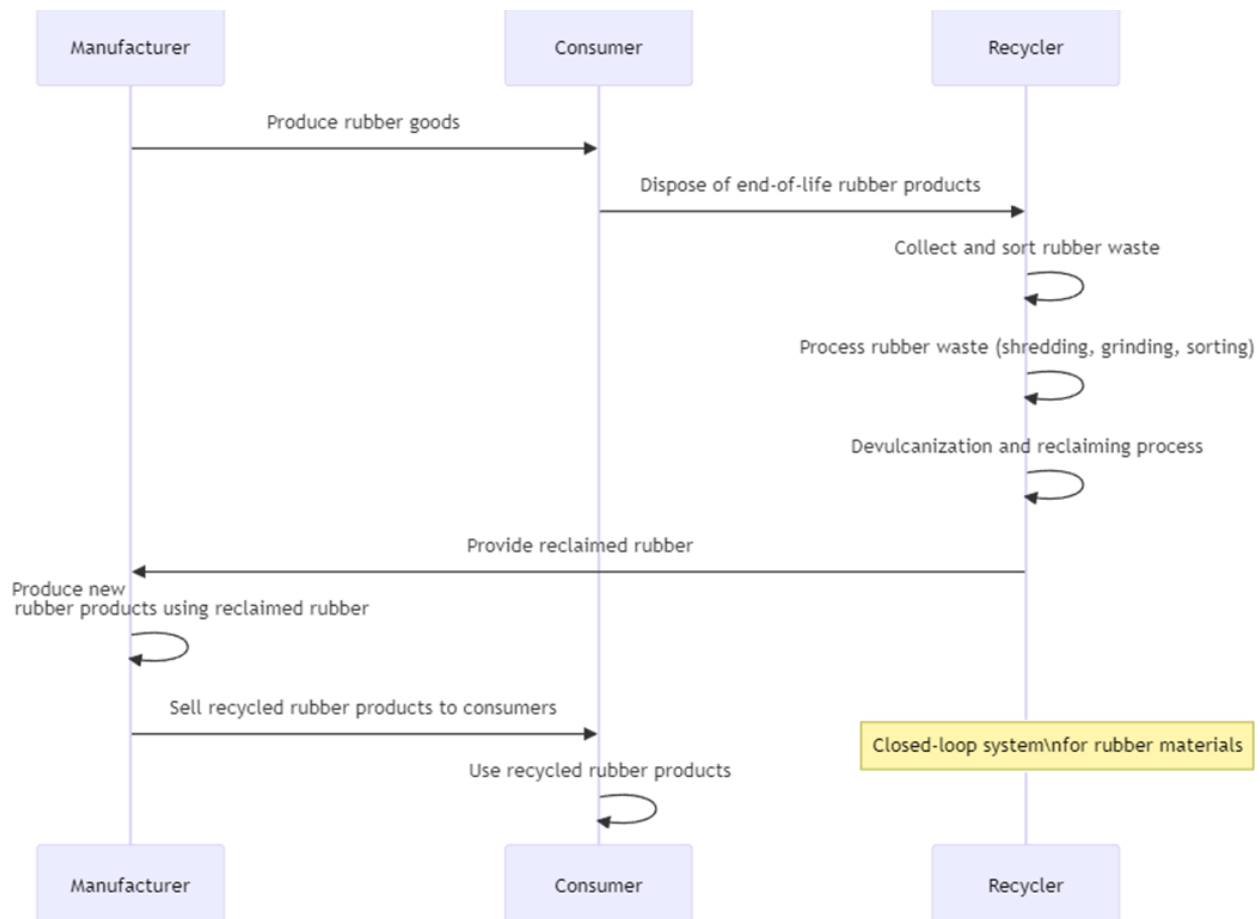 Manufacturer
Consumer
Recycler
Produce rubber goods
Dispose of end-of-life rubber products
Collect and sort rubber waste
Process rubber waste (shredding, grinding, sorting)
Devulcanization and reclaiming process
Provide reclaimed rubber
Produce new
rubber products using reclaimed rubber
Sell recycled rubber products to consumers
Closed-loop system\nfor rubber materials
Use recycled rubber products
Manufacturer
Consumer
Recycler